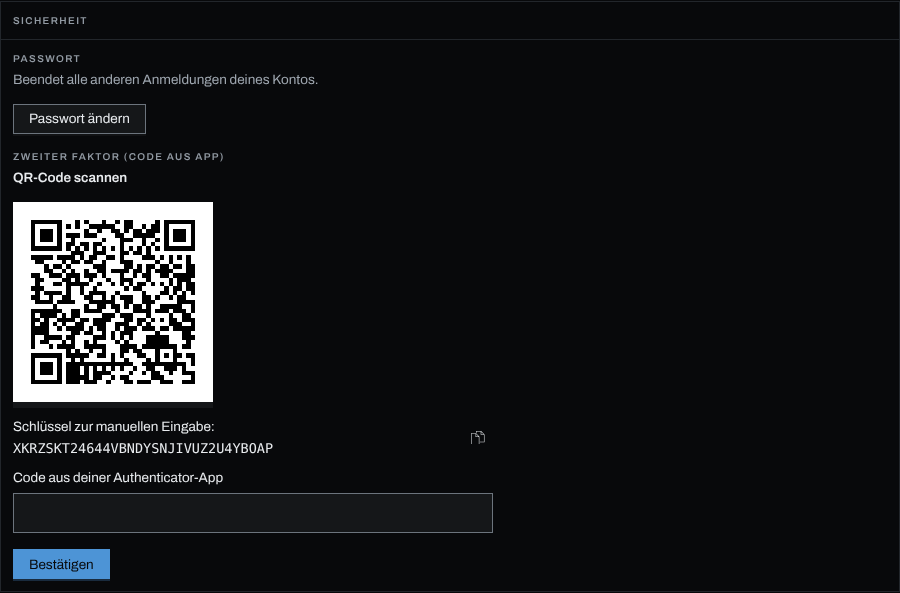 SICHERHEIT
PASSWORT
Beendet alle anderen Anmeldungen deines Kontos.
Passwort ändern
ZWEITER FAKTOR (CODE AUS APP)
QR-Code scannen
Schlüssel zur manuellen Eingabe:
XKRZSKT24644VBNDYSNJIVUZ2U4YBOAP
Code aus deiner Authenticator-App
Bestätigen